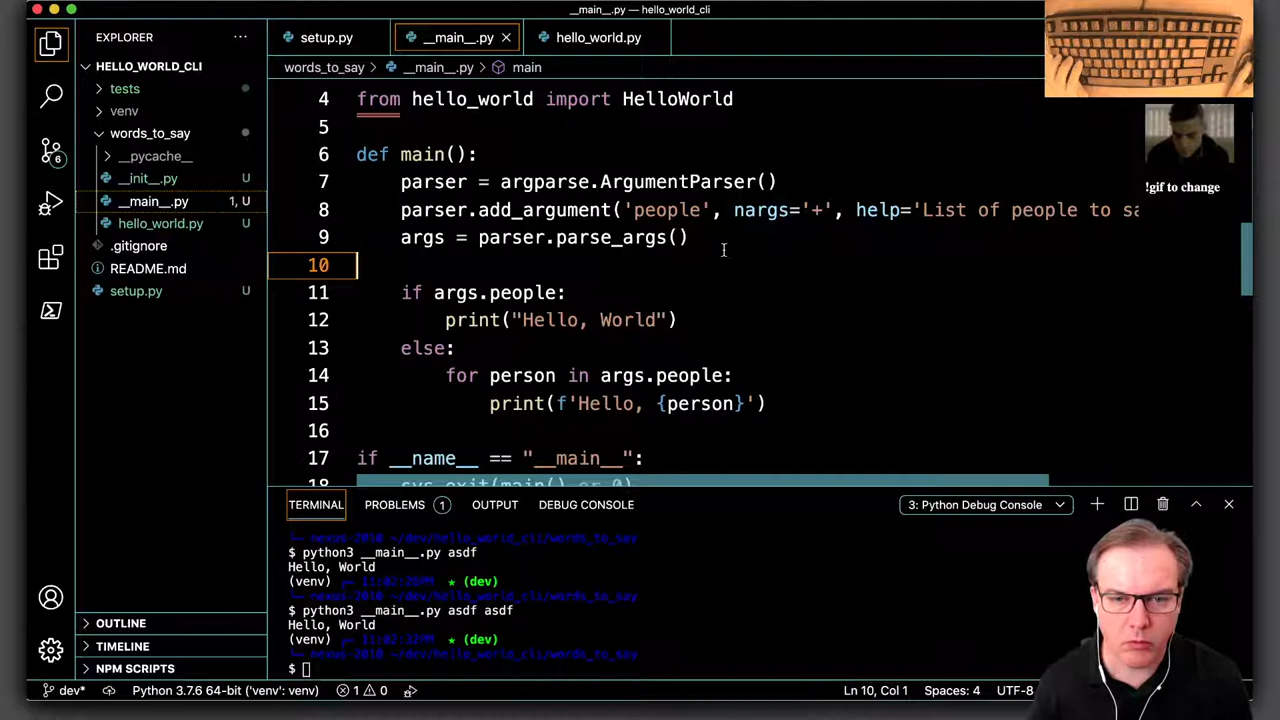 __main__.py — hello_world_cli
EXPLORER
HELLO_WORLD_CLI
tests
venv
words_to_say
__pycache__
__init__.py U
__main__.py 1, U
hello_world.py U
.gitignore
README.md
setup.py U
OUTLINE
TIMELINE
NPM SCRIPTS
6
setup.py
__main__.py
hello_world.py
words_to_say > __main__.py > main
4 from hello_world import HelloWorld
5
6 def main():
7 parser = argparse.ArgumentParser()
8 parser.add_argument('people', nargs='+', help='List of people to sa
9 args = parser.parse_args()
10
11 if args.people:
12 print("Hello, World")
13 else:
14 for person in args.people:
15 print(f'Hello, {person}')
16
17 if __name__ == "__main__":
18 sys.exit(main() or 0)
!gif to change
TERMINAL PROBLEMS 1 OUTPUT DEBUG CONSOLE 3: Python Debug Console
nexus-2010 ~/dev/hello_world_cli/words_to_say
$ python3 __main__.py asdf
Hello, World
(venv) 11:02:26PM ★ (dev)
nexus-2010 ~/dev/hello_world_cli/words_to_say
$ python3 __main__.py asdf asdf
Hello, World
(venv) 11:02:32PM ★ (dev)
nexus-2010 ~/dev/hello_world_cli/words_to_say
$
dev* Python 3.7.6 64-bit ('venv': venv) 1 0 Ln 10, Col 1 Spaces: 4 UTF-8